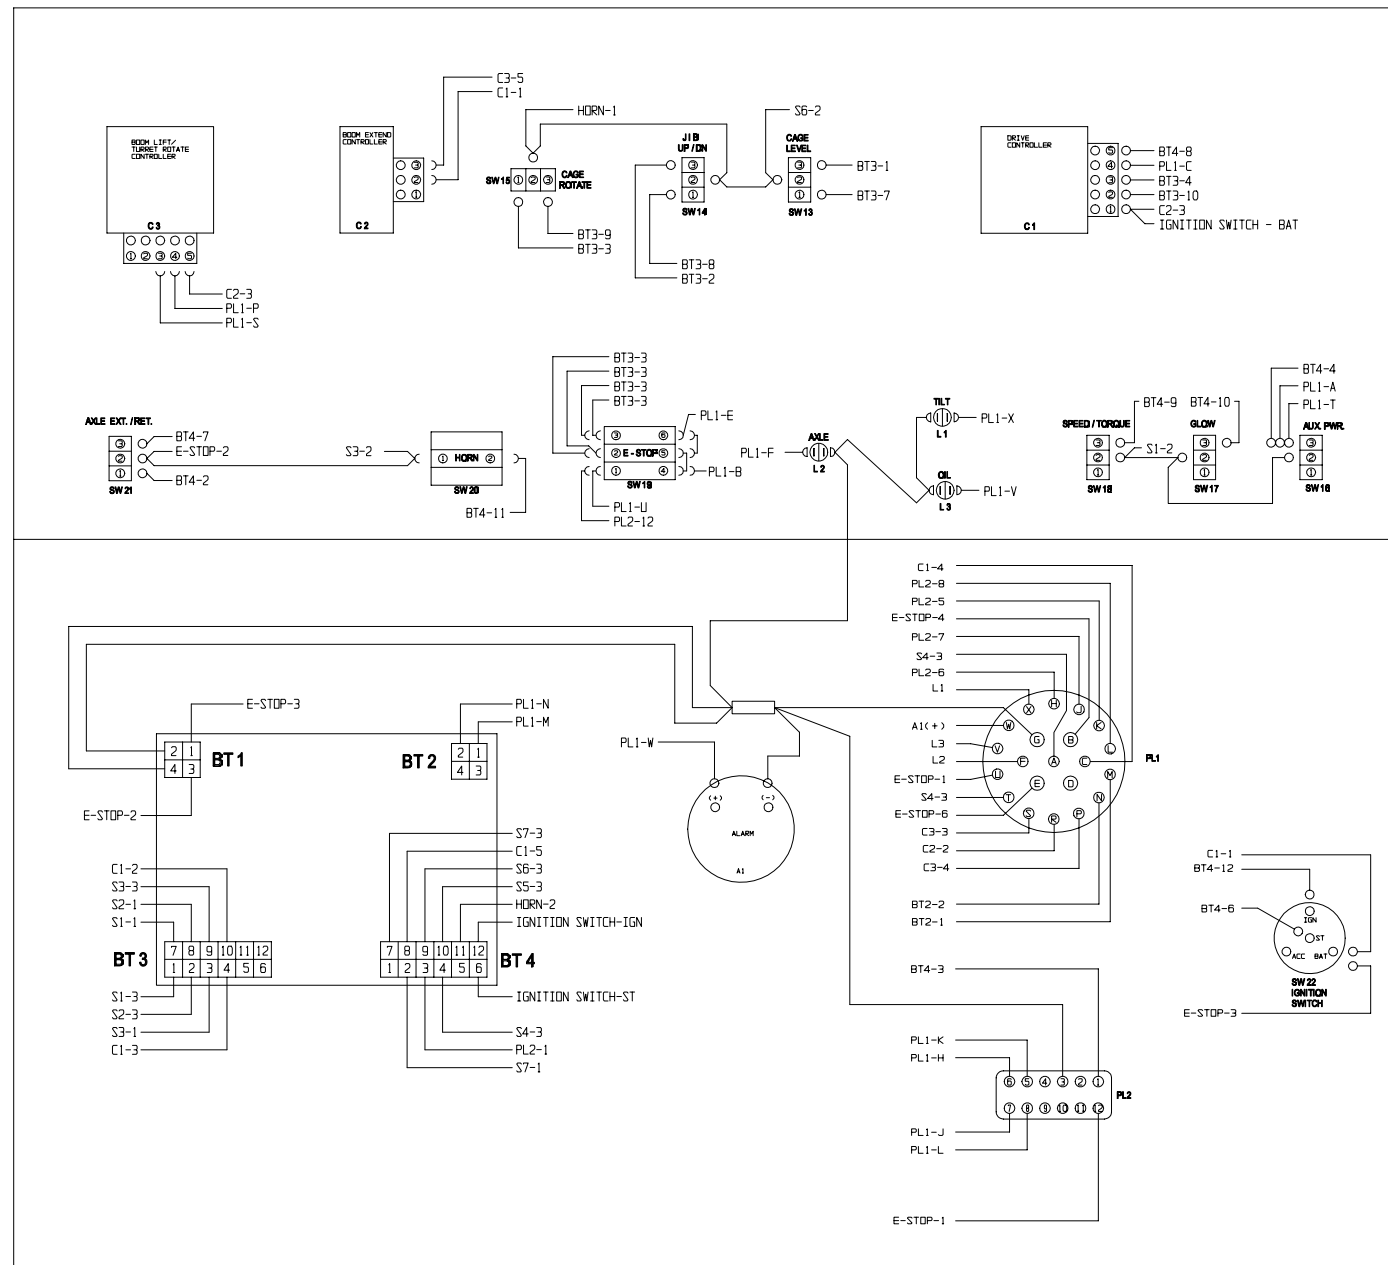 C3-5
C1-1
HORN-1
S6-2
BOOM LIFT/
TURRET ROTATE
CONTROLLER
C3
1 2 3 4 5
C2-3
PL1-P
PL1-S
BOOM EXTEND
CONTROLLER
C2
3
2
1
SW15
1 2 3
CAGE
ROTATE
BT3-9
BT3-3
JIB
UP/DN
3
2
1
SW14
BT3-8
BT3-2
CAGE
LEVEL
3
2
1
SW13
BT3-1
BT3-7
DRIVE
CONTROLLER
C1
5
4
3
2
1
BT4-8
PL1-C
BT3-4
BT3-10
C2-3
IGNITION SWITCH - BAT
AXLE EXT./RET.
3
2
1
SW21
BT4-7
E-STOP-2
BT4-2
S3-2
1 HORN 2
SW20
BT4-11
BT3-3
BT3-3
BT3-3
BT3-3
3 6
2 E-STOP 5
1 4
SW19
PL1-E
PL1-B
PL1-U
PL2-12
PL1-F
AXLE
L2
TILT
L1
PL1-X
OIL
L3
PL1-V
SPEED/TORQUE
3
2
1
SW18
BT4-9
S1-2
BT4-10
GLOW
3
2
1
SW17
BT4-4
PL1-A
PL1-T
AUX. PWR.
3
2
1
SW16
C1-4
PL2-8
PL2-5
E-STOP-4
PL2-7
S4-3
PL2-6
L1
A1(+)
L3
L2
E-STOP-1
S4-3
E-STOP-6
C3-3
C2-2
C3-4
BT2-2
BT2-1
X H J
W K
G B
V L
F A C
U M
E D
T N
S R P
PL1
E-STOP-3
2 1
4 3
BT1
E-STOP-2
PL1-N
PL1-M
BT2
2 1
4 3
PL1-W
(+) (-)
ALARM
A1
C1-2
S3-3
S2-1
S1-1
BT3
7 8 9 10 11 12
1 2 3 4 5 6
S1-3
S2-3
S3-1
C1-3
S7-3
C1-5
S6-3
S5-3
HORN-2
IGNITION SWITCH-IGN
7 8 9 10 11 12
1 2 3 4 5 6
BT4
IGNITION SWITCH-ST
S4-3
PL2-1
S7-1
C1-1
BT4-12
BT4-6
IGN
ST
ACC BAT
SW22
IGNITION
SWITCH
E-STOP-3
BT4-3
PL1-K
PL1-H
6 5 4 3 2 1
7 8 9 10 11 12
PL2
PL1-J
PL1-L
E-STOP-1